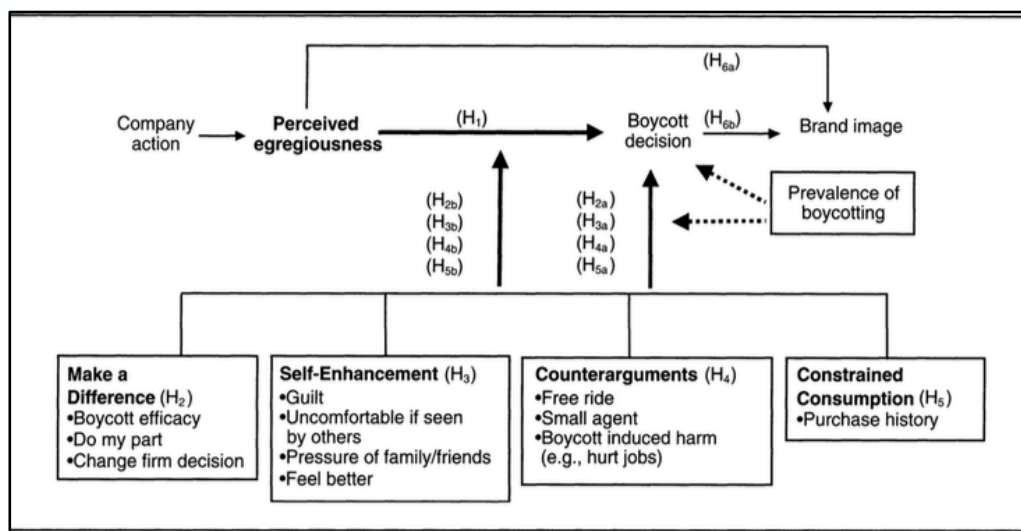 (H6a)
Company
action
Perceived
egregiousness
(H1)
Boycott
decision
(H6b)
Brand image
Prevalence of
boycotting
(H2b)
(H3b)
(H4b)
(H5b)
(H2a)
(H3a)
(H4a)
(H5a)
Make a
Difference (H2)
•Boycott efficacy
•Do my part
•Change firm decision
Self-Enhancement (H3)
•Guilt
•Uncomfortable if seen
by others
•Pressure of family/friends
•Feel better
Counterarguments (H4)
•Free ride
•Small agent
•Boycott induced harm
(e.g., hurt jobs)
Constrained
Consumption (H5)
•Purchase history